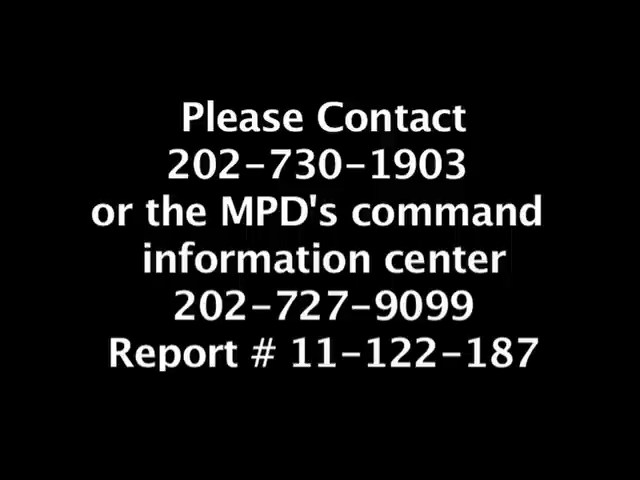 Please Contact
202-730-1903
or the MPD's command
information center
202-727-9099
Report # 11-122-187